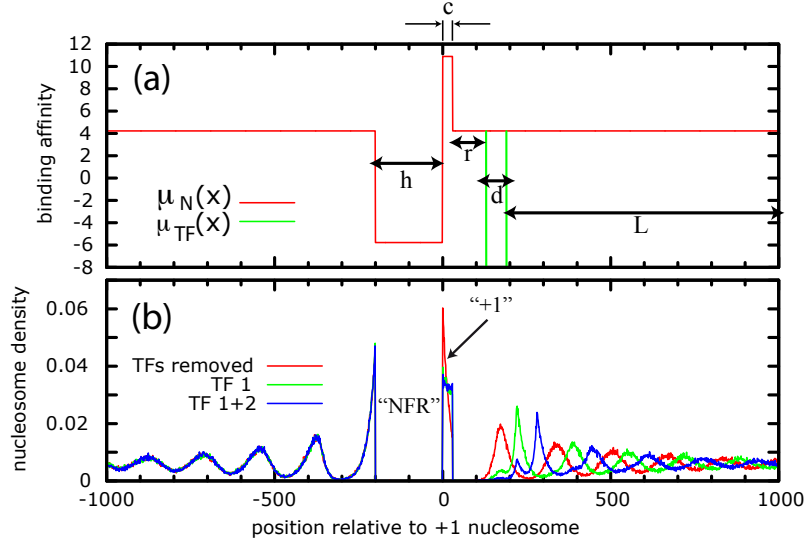 c
12
10
8
6
4
2
0
-2
-4
-6
-8
binding affinity
(a)
h
r
d
L
μN(x)
μTF(x)
(b)
"+1"
0.06
0.04
0.02
0
nucleosome density
TFs removed
TF 1
TF 1+2
"NFR"
-1000 -500 0 500 1000
position relative to +1 nucleosome